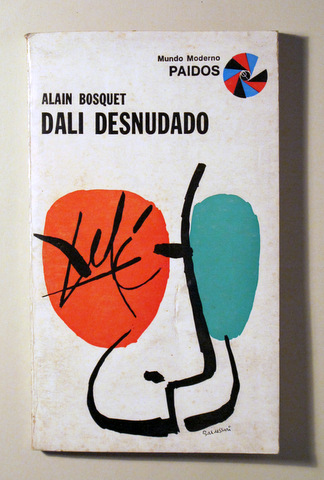 Mundo Moderno
PAIDOS
ALAIN BOSQUET
DALI DESNUDADO
Dalí